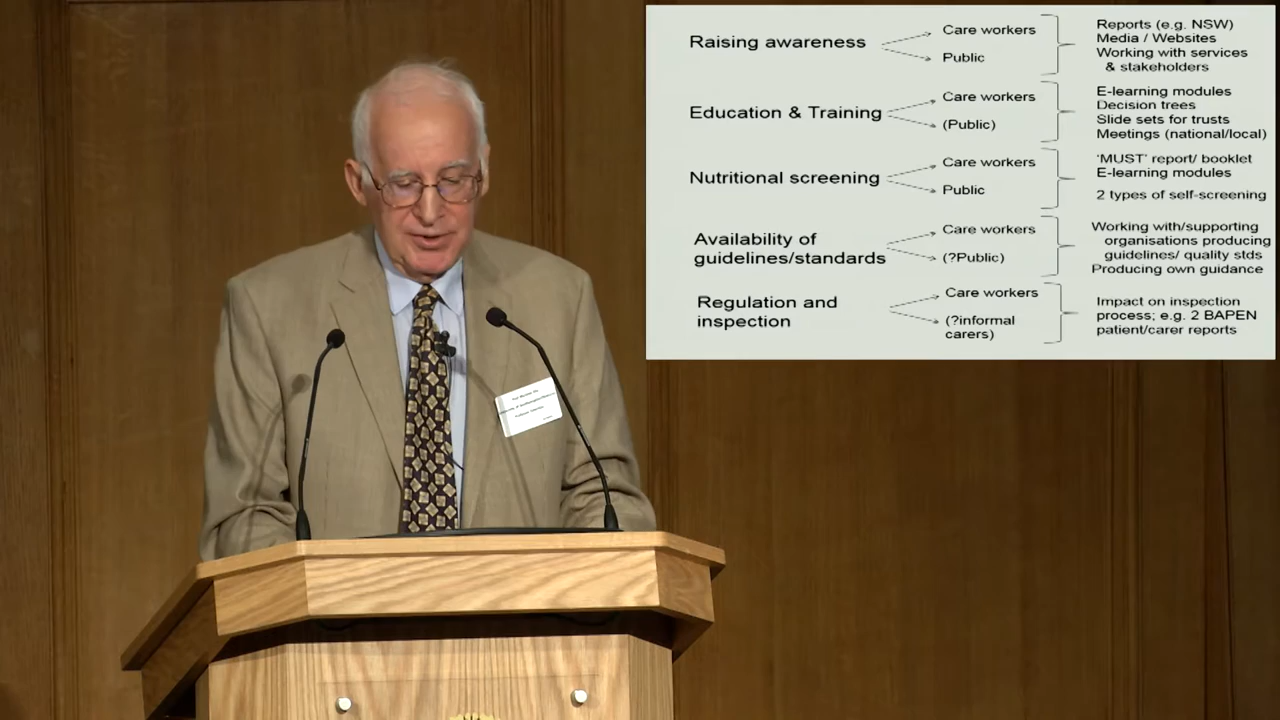 Raising awareness
Care workers
Public
Reports (e.g. NSW)
Media / Websites
Working with services
& stakeholders
Education & Training
Care workers
(Public)
E-learning modules
Decision trees
Slide sets for trusts
Meetings (national/local)
Nutritional screening
Care workers
Public
‘MUST’ report/ booklet
E-learning modules
2 types of self-screening
Availability of
guidelines/standards
Care workers
(?Public)
Working with/supporting
organisations producing
guidelines/ quality stds
Producing own guidance
Regulation and
inspection
Care workers
(?informal
carers)
Impact on inspection
process; e.g. 2 BAPEN
patient/carer reports